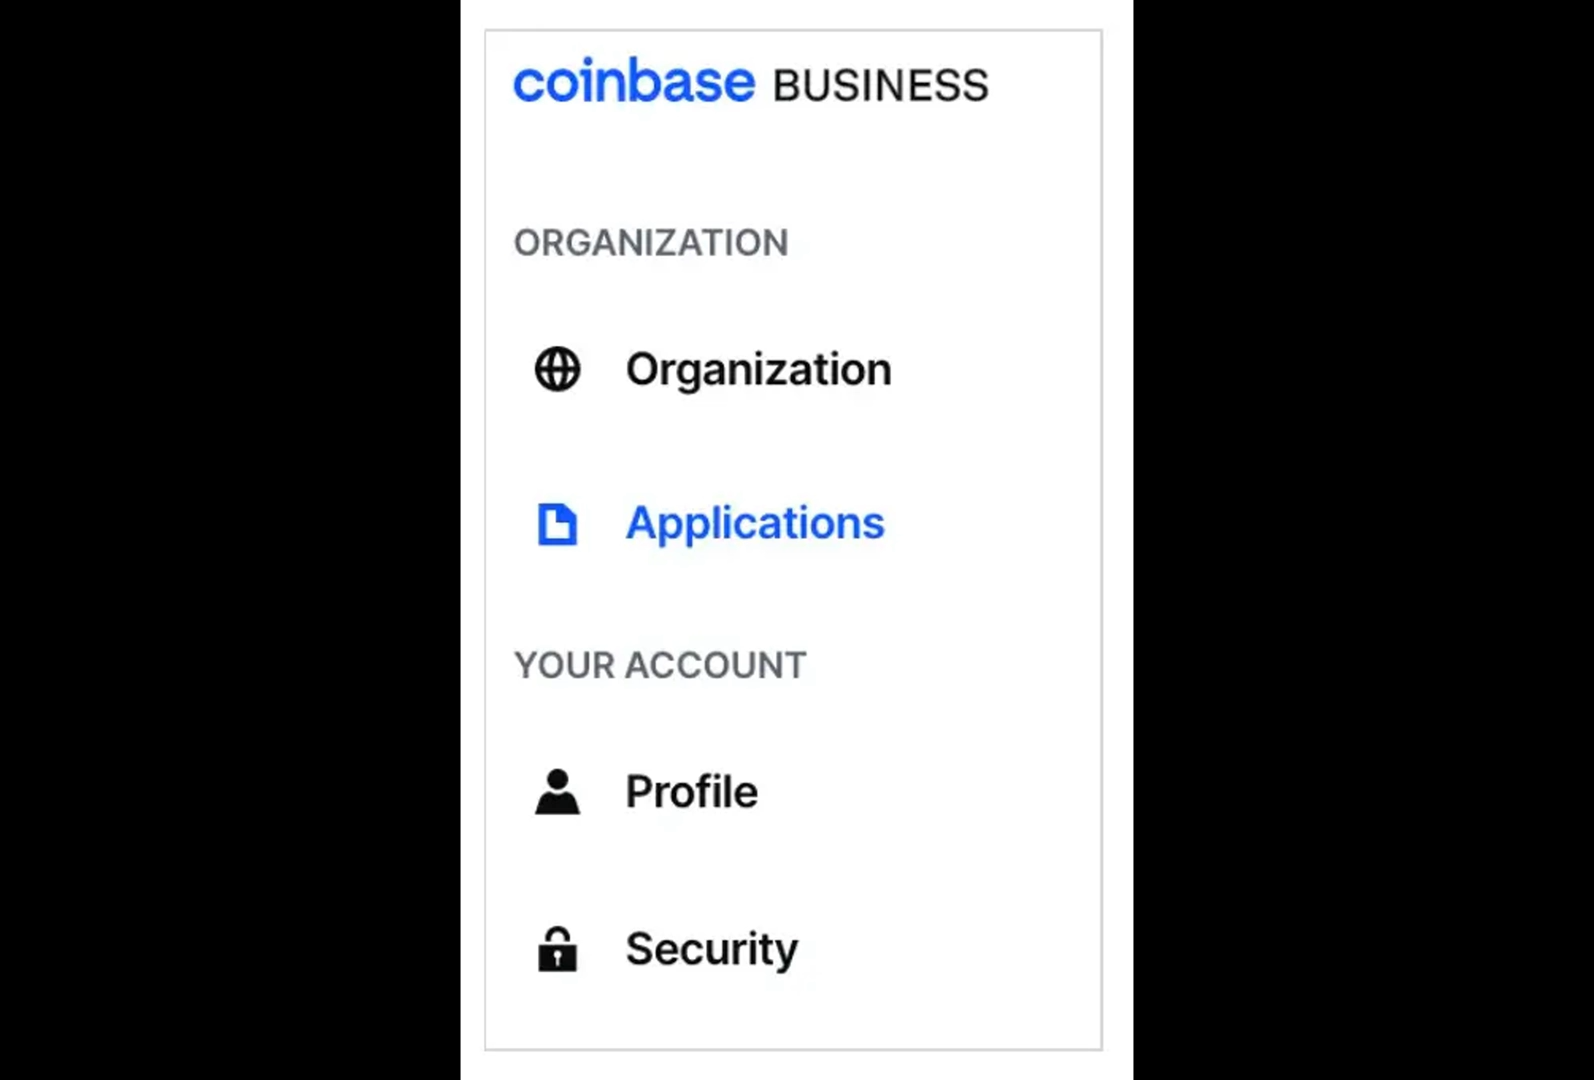 coinbase BUSINESS
ORGANIZATION
Organization
Applications
YOUR ACCOUNT
Profile
Security